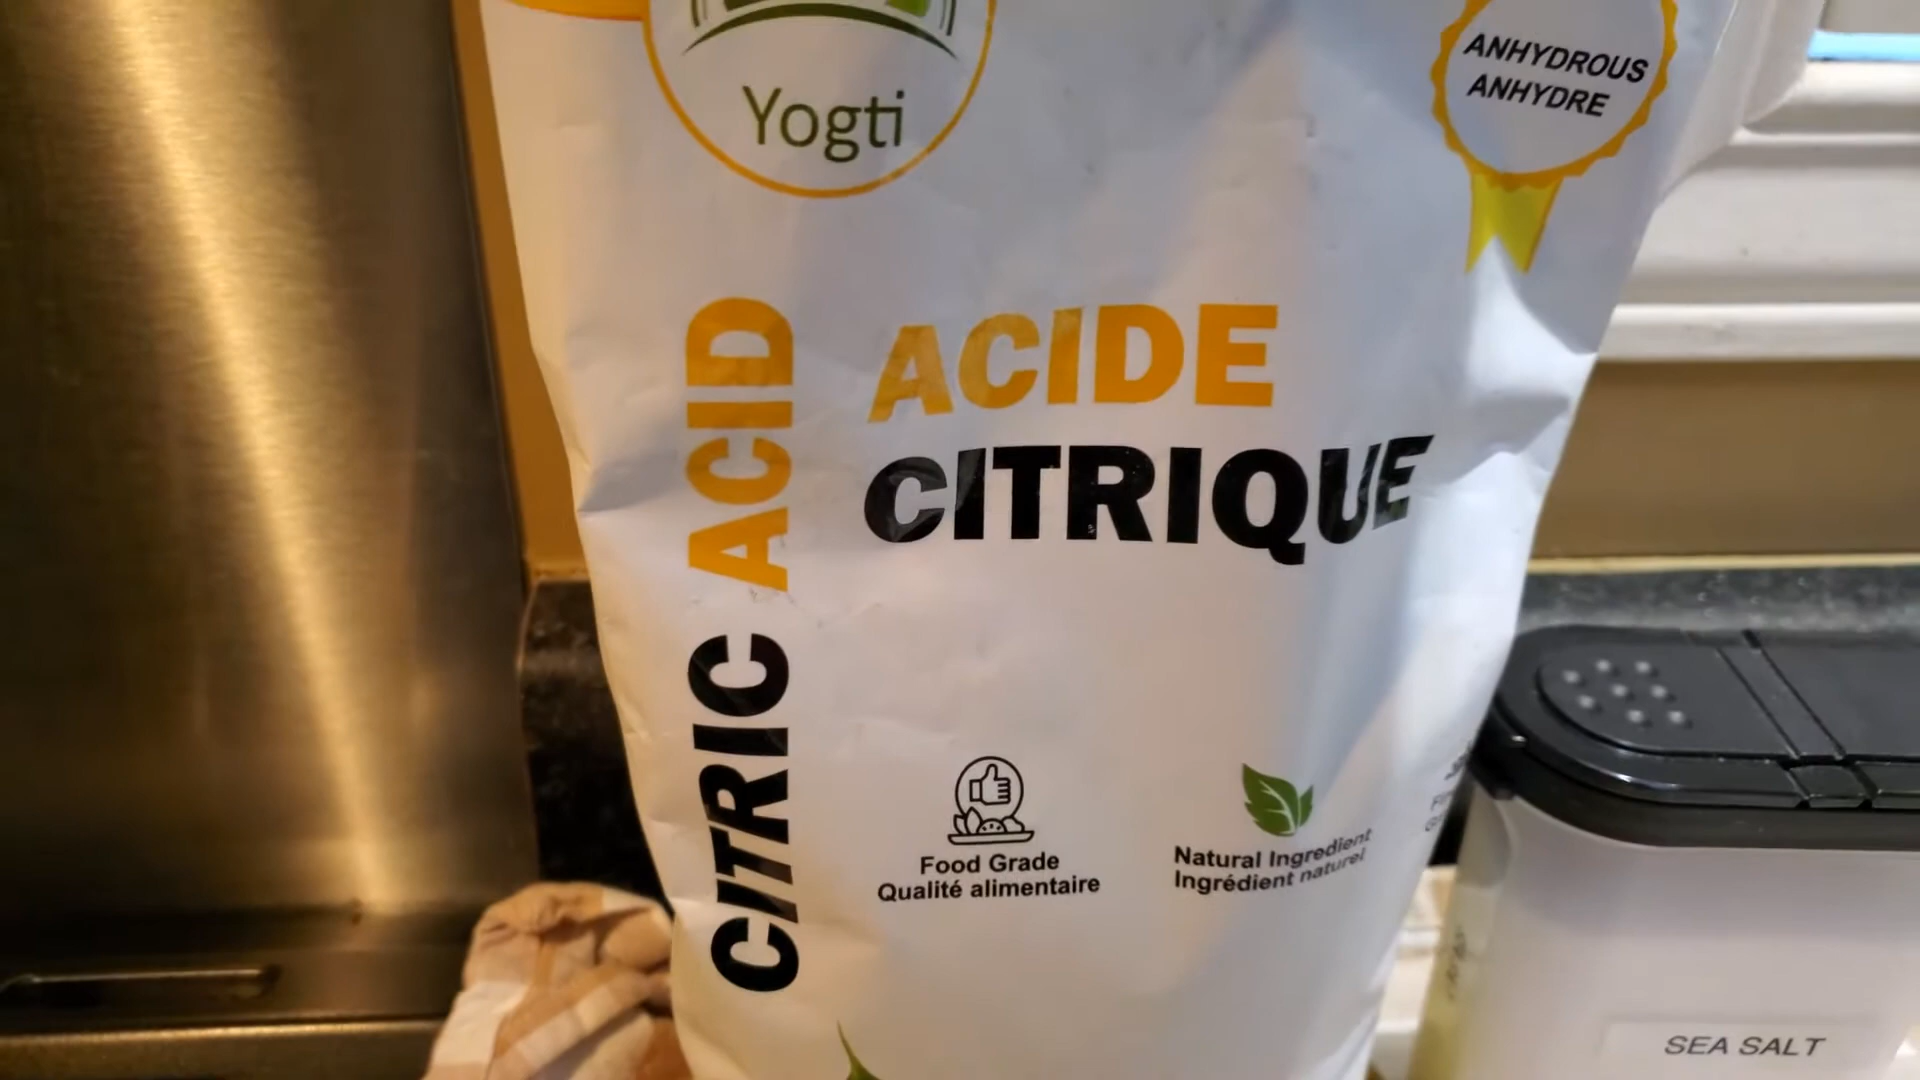 Yogti
ANHYDROUS
ANHYDRE
CITRIC ACID
ACIDE
CITRIQUE
Food Grade
Qualité alimentaire
Natural Ingredient
Ingrédient naturel
SEA SALT